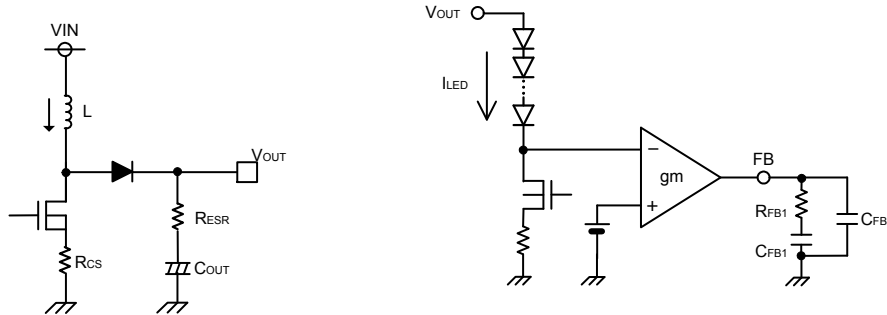 VIN
L
VOUT
RESR
RCS
COUT
VOUT
ILED
−
gm
+
FB
RFB1
CFB
CFB1